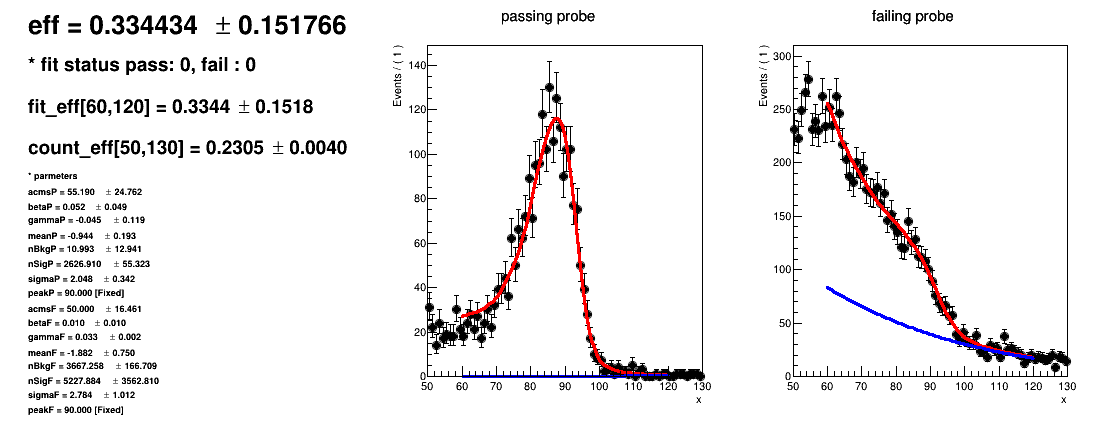 eff = 0.334434 ± 0.151766
* fit status pass: 0, fail : 0
fit_eff[60,120] = 0.3344 ± 0.1518
count_eff[50,130] = 0.2305 ± 0.0040
* parmeters
acmsP = 55.190 ± 24.762
betaP = 0.052 ± 0.049
gammaP = -0.045 ± 0.119
meanP = -0.944 ± 0.193
nBkgP = 10.993 ± 12.941
nSigP = 2626.910 ± 55.323
sigmaP = 2.048 ± 0.342
peakP = 90.000 [Fixed]
acmsF = 50.000 ± 16.461
betaF = 0.010 ± 0.010
gammaF = 0.033 ± 0.002
meanF = -1.882 ± 0.750
nBkgF = 3667.258 ± 166.709
nSigF = 5227.884 ± 3562.810
sigmaF = 2.784 ± 1.012
peakF = 90.000 [Fixed]
passing probe
Events / ( 1 )
140
120
100
80
60
40
20
0
50 60 70 80 90 100 110 120 130
x
failing probe
Events / ( 1 )
300
250
200
150
100
50
0
50 60 70 80 90 100 110 120 130
x